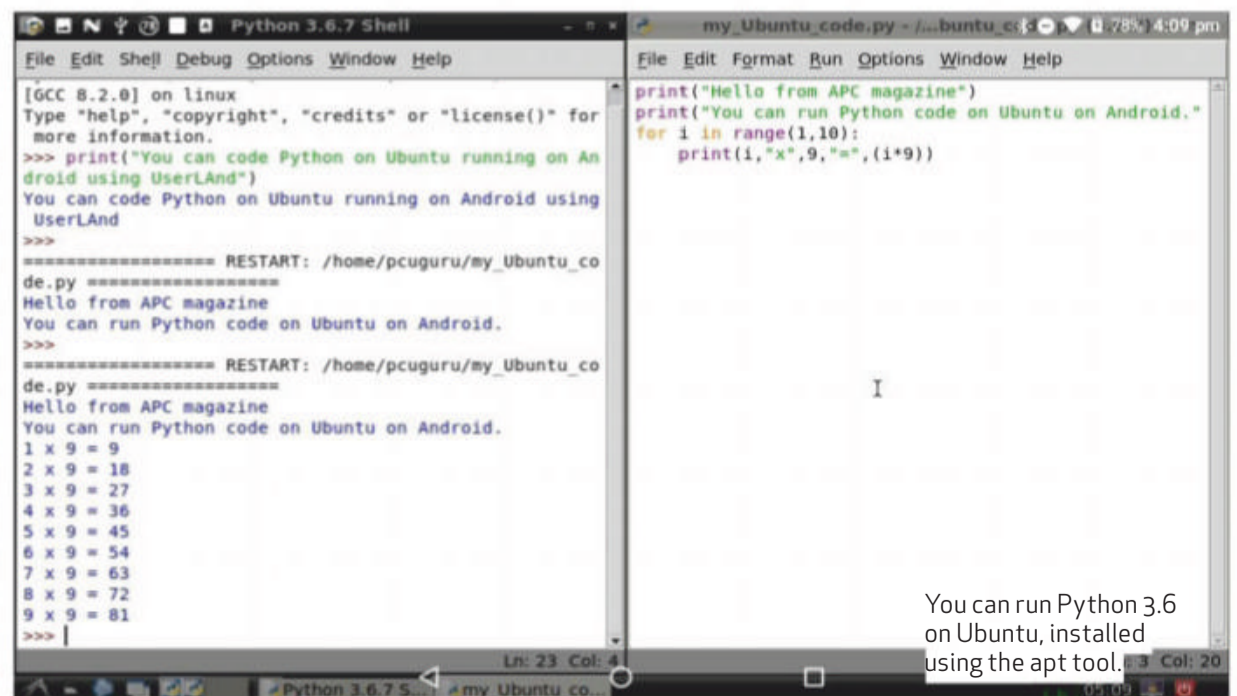 Python 3.6.7 Shell
File Edit Shell Debug Options Window Help
[GCC 8.2.0] on linux
Type "help", "copyright", "credits" or "license()" for
more information.
>>> print("You can code Python on Ubuntu running on An
droid using UserLAnd")
You can code Python on Ubuntu running on Android using
UserLAnd
>>>
=================== RESTART: /home/pcuguru/my_Ubuntu_co
de.py ===================
Hello from APC magazine
You can run Python code on Ubuntu on Android.
>>>
=================== RESTART: /home/pcuguru/my_Ubuntu_co
de.py ===================
Hello from APC magazine
You can run Python code on Ubuntu on Android.
1 x 9 = 9
2 x 9 = 18
3 x 9 = 27
4 x 9 = 36
5 x 9 = 45
6 x 9 = 54
7 x 9 = 63
8 x 9 = 72
9 x 9 = 81
>>>
Ln: 23 Col: 4
my_Ubuntu_code.py - /...buntu_c 78% 4:09 pm
File Edit Format Run Options Window Help
print("Hello from APC magazine")
print("You can run Python code on Ubuntu on Android."
for i in range(1,10):
print(i,"x",9,"=",(i*9))
You can run Python 3.6
on Ubuntu, installed
using the apt tool.
3 Col: 20
Python 3.6.7 S... my_Ubuntu_co...